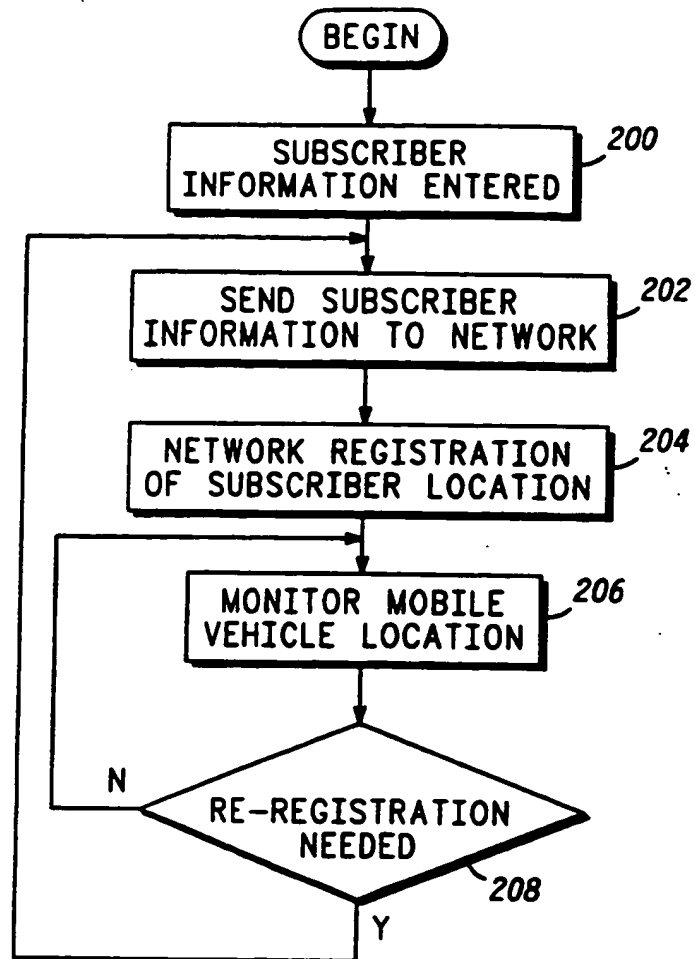 BEGIN
SUBSCRIBER
INFORMATION ENTERED
200
SEND SUBSCRIBER
INFORMATION TO NETWORK
202
NETWORK REGISTRATION
OF SUBSCRIBER LOCATION
204
MONITOR MOBILE
VEHICLE LOCATION
206
N
RE-REGISTRATION
NEEDED
208
Y